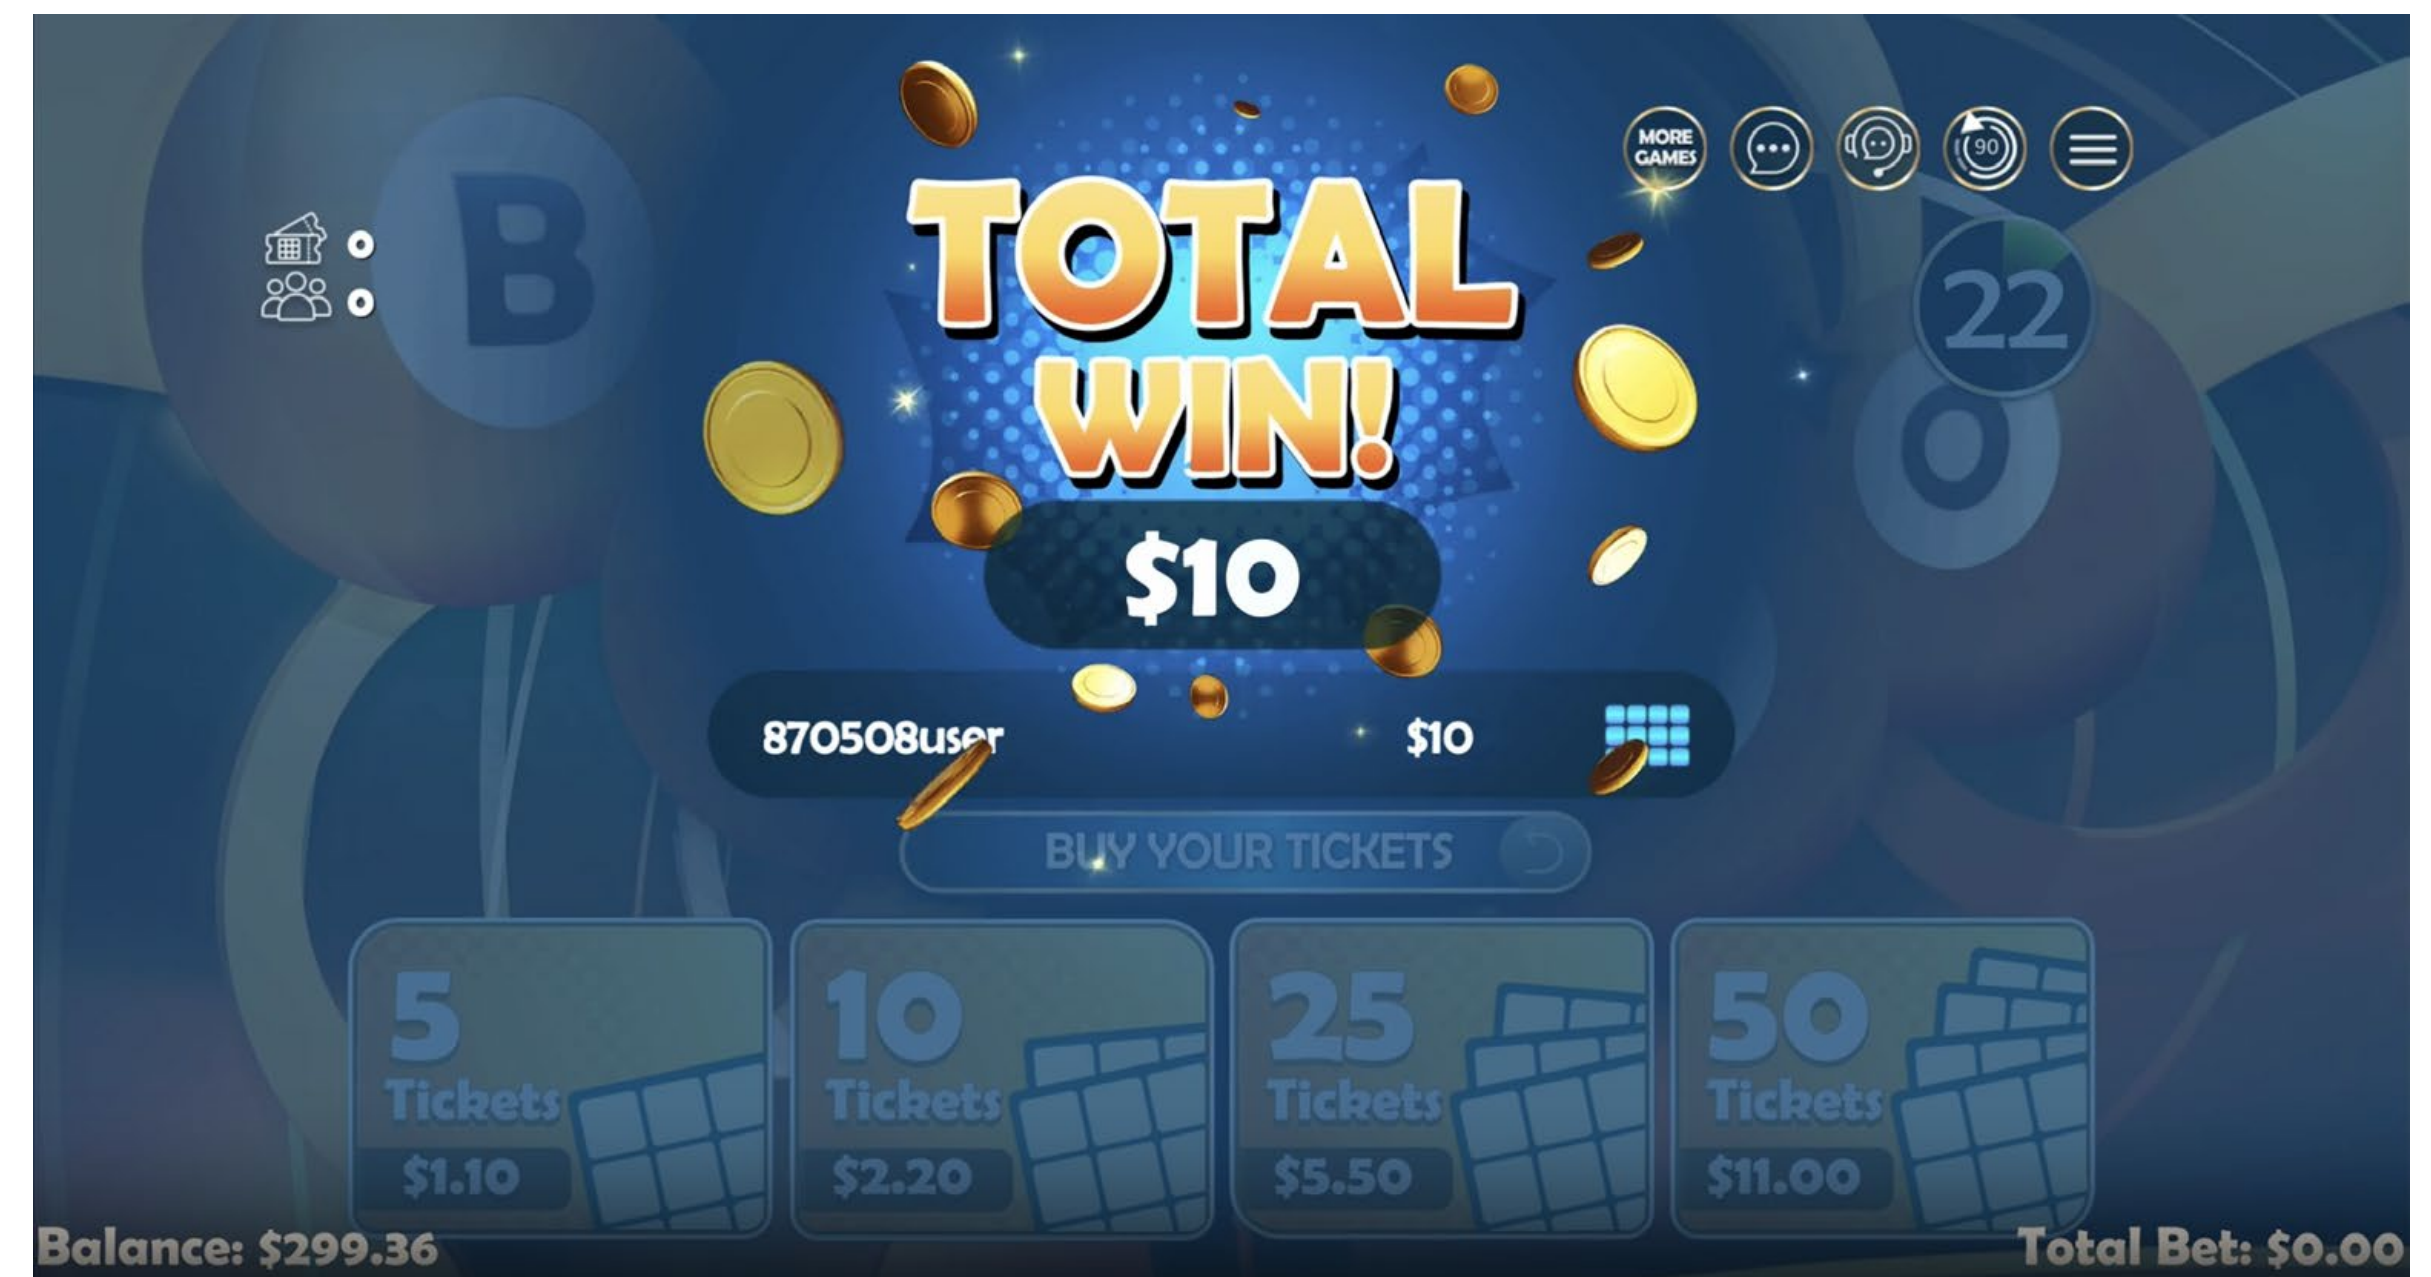 B
MORE
GAMES
90
0
0
22
O
TOTAL
WIN!
$10
870508user $10
BUY YOUR TICKETS
5
Tickets
$1.10
10
Tickets
$2.20
25
Tickets
$5.50
50
Tickets
$11.00
Balance: $299.36
Total Bet: $0.00